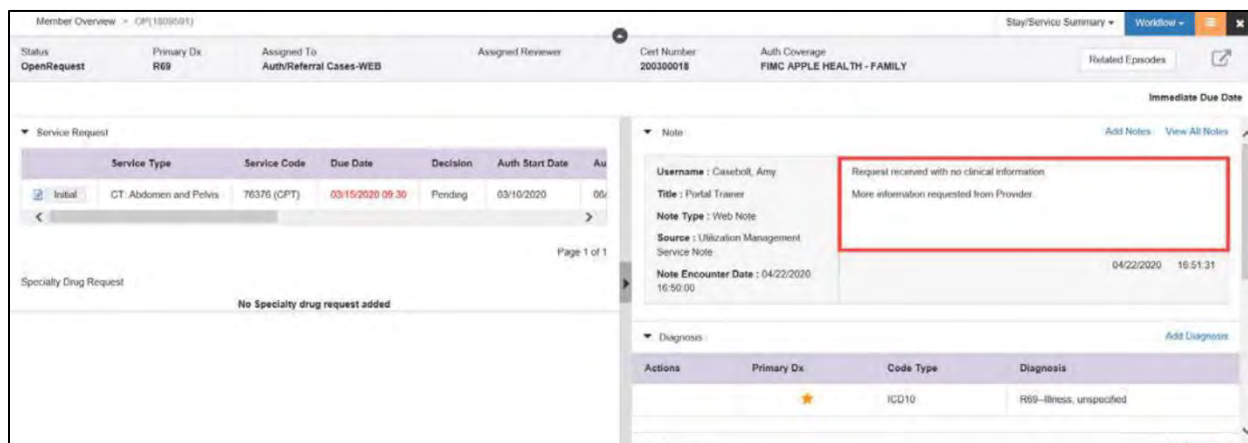 Member Overview > OP(1809591)
Stay/Service Summary
Workflow
Status
OpenRequest
Primary Dx
R69
Assigned To
Auth/Referral Cases-WEB
Assigned Reviewer
Cert Number
200300018
Auth Coverage
FIMC APPLE HEALTH - FAMILY
Related Episodes
Immediate Due Date
Service Request
Service Type Service Code Due Date Decision Auth Start Date Au
Initial CT: Abdomen and Pelvis 76376 (CPT) 03/15/2020 09:30 Pending 03/10/2020 06/
Page 1 of 1
Specialty Drug Request
No Specialty drug request added
Note
Add Notes View All Notes
Username : Casebolt, Amy
Title : Portal Trainer
Note Type : Web Note
Source : Utilization Management
Service Note
Note Encounter Date : 04/22/2020
16:50:00
Request received with no clinical information
More information requested from Provider.
04/22/2020 16:51:31
Diagnosis
Add Diagnosis
Actions Primary Dx Code Type Diagnosis
ICD10 R69--Illness, unspecified